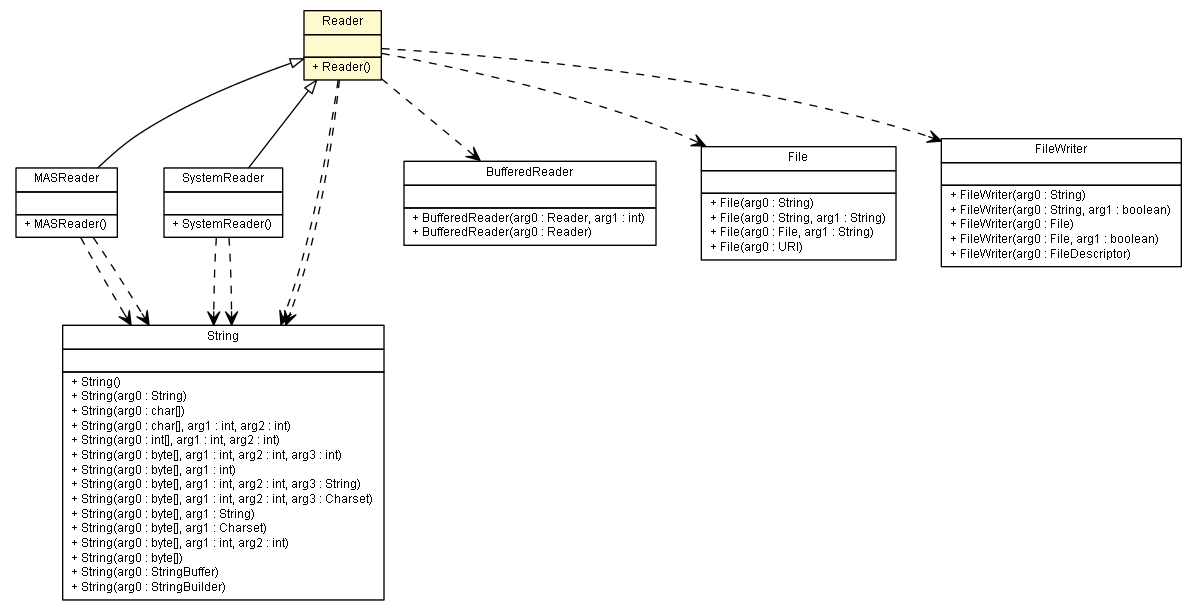 Reader
+ Reader()
MASReader
+ MASReader()
SystemReader
+ SystemReader()
BufferedReader
+ BufferedReader(arg0 : Reader, arg1 : int)
+ BufferedReader(arg0 : Reader)
File
+ File(arg0 : String)
+ File(arg0 : String, arg1 : String)
+ File(arg0 : File, arg1 : String)
+ File(arg0 : URI)
FileWriter
+ FileWriter(arg0 : String)
+ FileWriter(arg0 : String, arg1 : boolean)
+ FileWriter(arg0 : File)
+ FileWriter(arg0 : File, arg1 : boolean)
+ FileWriter(arg0 : FileDescriptor)
String
+ String()
+ String(arg0 : String)
+ String(arg0 : char[])
+ String(arg0 : char[], arg1 : int, arg2 : int)
+ String(arg0 : int[], arg1 : int, arg2 : int)
+ String(arg0 : byte[], arg1 : int, arg2 : int, arg3 : int)
+ String(arg0 : byte[], arg1 : int)
+ String(arg0 : byte[], arg1 : int, arg2 : int, arg3 : String)
+ String(arg0 : byte[], arg1 : int, arg2 : int, arg3 : Charset)
+ String(arg0 : byte[], arg1 : String)
+ String(arg0 : byte[], arg1 : Charset)
+ String(arg0 : byte[], arg1 : int, arg2 : int)
+ String(arg0 : byte[])
+ String(arg0 : StringBuffer)
+ String(arg0 : StringBuilder)